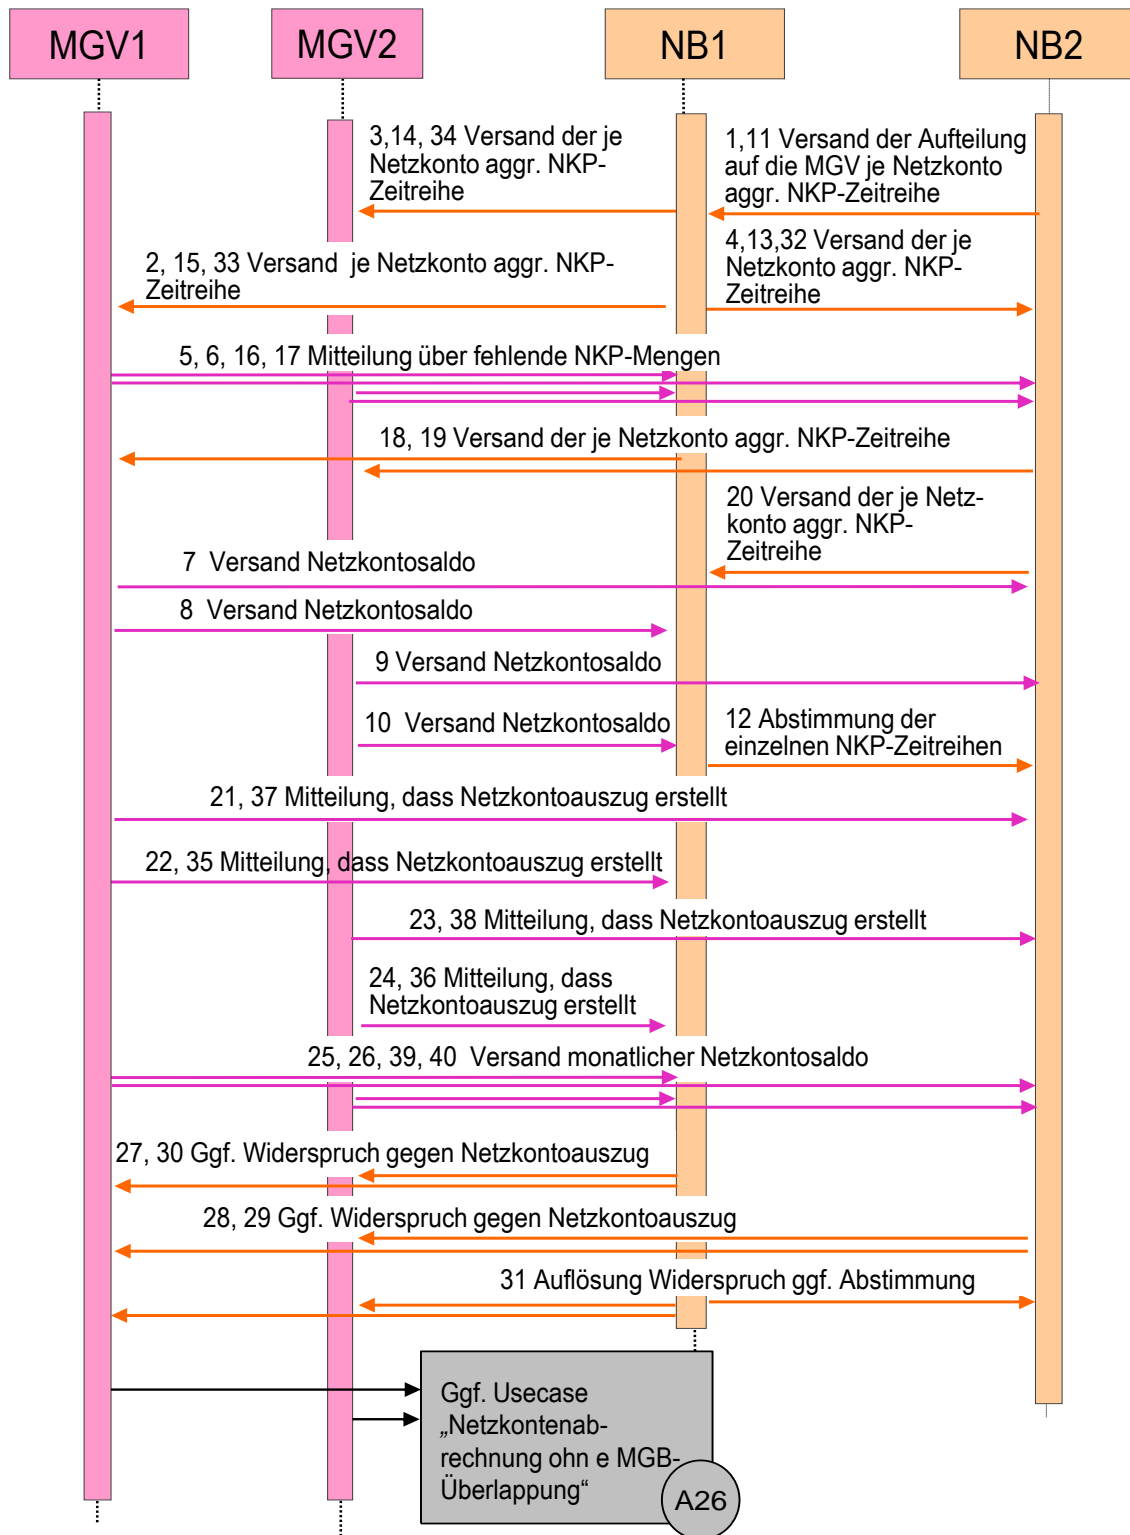 MGV1
MGV2
NB1
NB2
3,14, 34 Versand der je
Netzkonto aggr. NKP-
Zeitreihe
1,11 Versand der Aufteilung
auf die MGV je Netzkonto
aggr. NKP-Zeitreihe
2, 15, 33 Versand je Netzkonto aggr. NKP-
Zeitreihe
4,13,32 Versand der je
Netzkonto aggr. NKP-
Zeitreihe
5, 6, 16, 17 Mitteilung über fehlende NKP-Mengen
18, 19 Versand der je Netzkonto aggr. NKP-Zeitreihe
20 Versand der je Netz-
konto aggr. NKP-
Zeitreihe
7 Versand Netzkontosaldo
8 Versand Netzkontosaldo
9 Versand Netzkontosaldo
10 Versand Netzkontosaldo
12 Abstimmung der
einzelnen NKP-Zeitreihen
21, 37 Mitteilung, dass Netzkontoauszug erstellt
22, 35 Mitteilung, dass Netzkontoauszug erstellt
23, 38 Mitteilung, dass Netzkontoauszug erstellt
24, 36 Mitteilung, dass
Netzkontoauszug erstellt
25, 26, 39, 40 Versand monatlicher Netzkontosaldo
27, 30 Ggf. Widerspruch gegen Netzkontoauszug
28, 29 Ggf. Widerspruch gegen Netzkontoauszug
31 Auflösung Widerspruch ggf. Abstimmung
Ggf. Usecase
„Netzkontenab-
rechnung ohn e MGB-
Überlappung“
A26